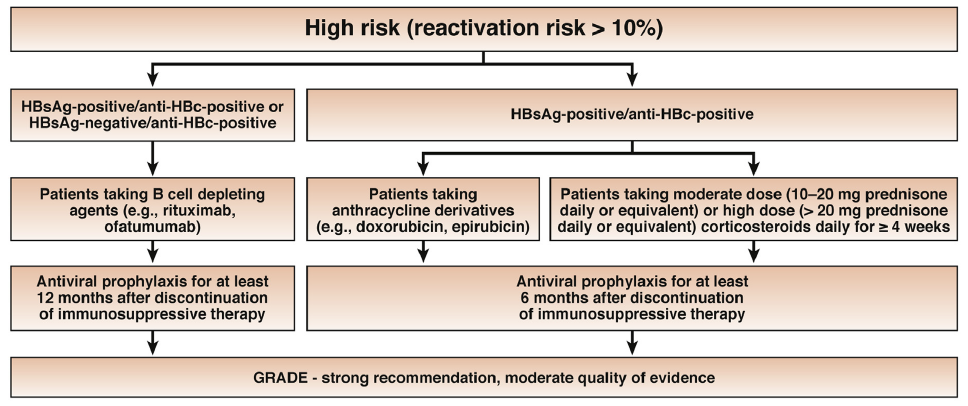 High risk (reactivation risk > 10%)
HBsAg-positive/anti-HBc-positive or
HBsAg-negative/anti-HBc-positive
HBsAg-positive/anti-HBc-positive
Patients taking B cell depleting
agents (e.g., rituximab,
ofatumumab)
Patients taking
anthracycline derivatives
(e.g., doxorubicin, epirubicin)
Patients taking moderate dose (10–20 mg prednisone
daily or equivalent) or high dose (> 20 mg prednisone
daily or equivalent) corticosteroids daily for ≥ 4 weeks
Antiviral prophylaxis for at least
12 months after discontinuation
of immunosuppressive therapy
Antiviral prophylaxis for at least
6 months after discontinuation
of immunosuppressive therapy
GRADE - strong recommendation, moderate quality of evidence